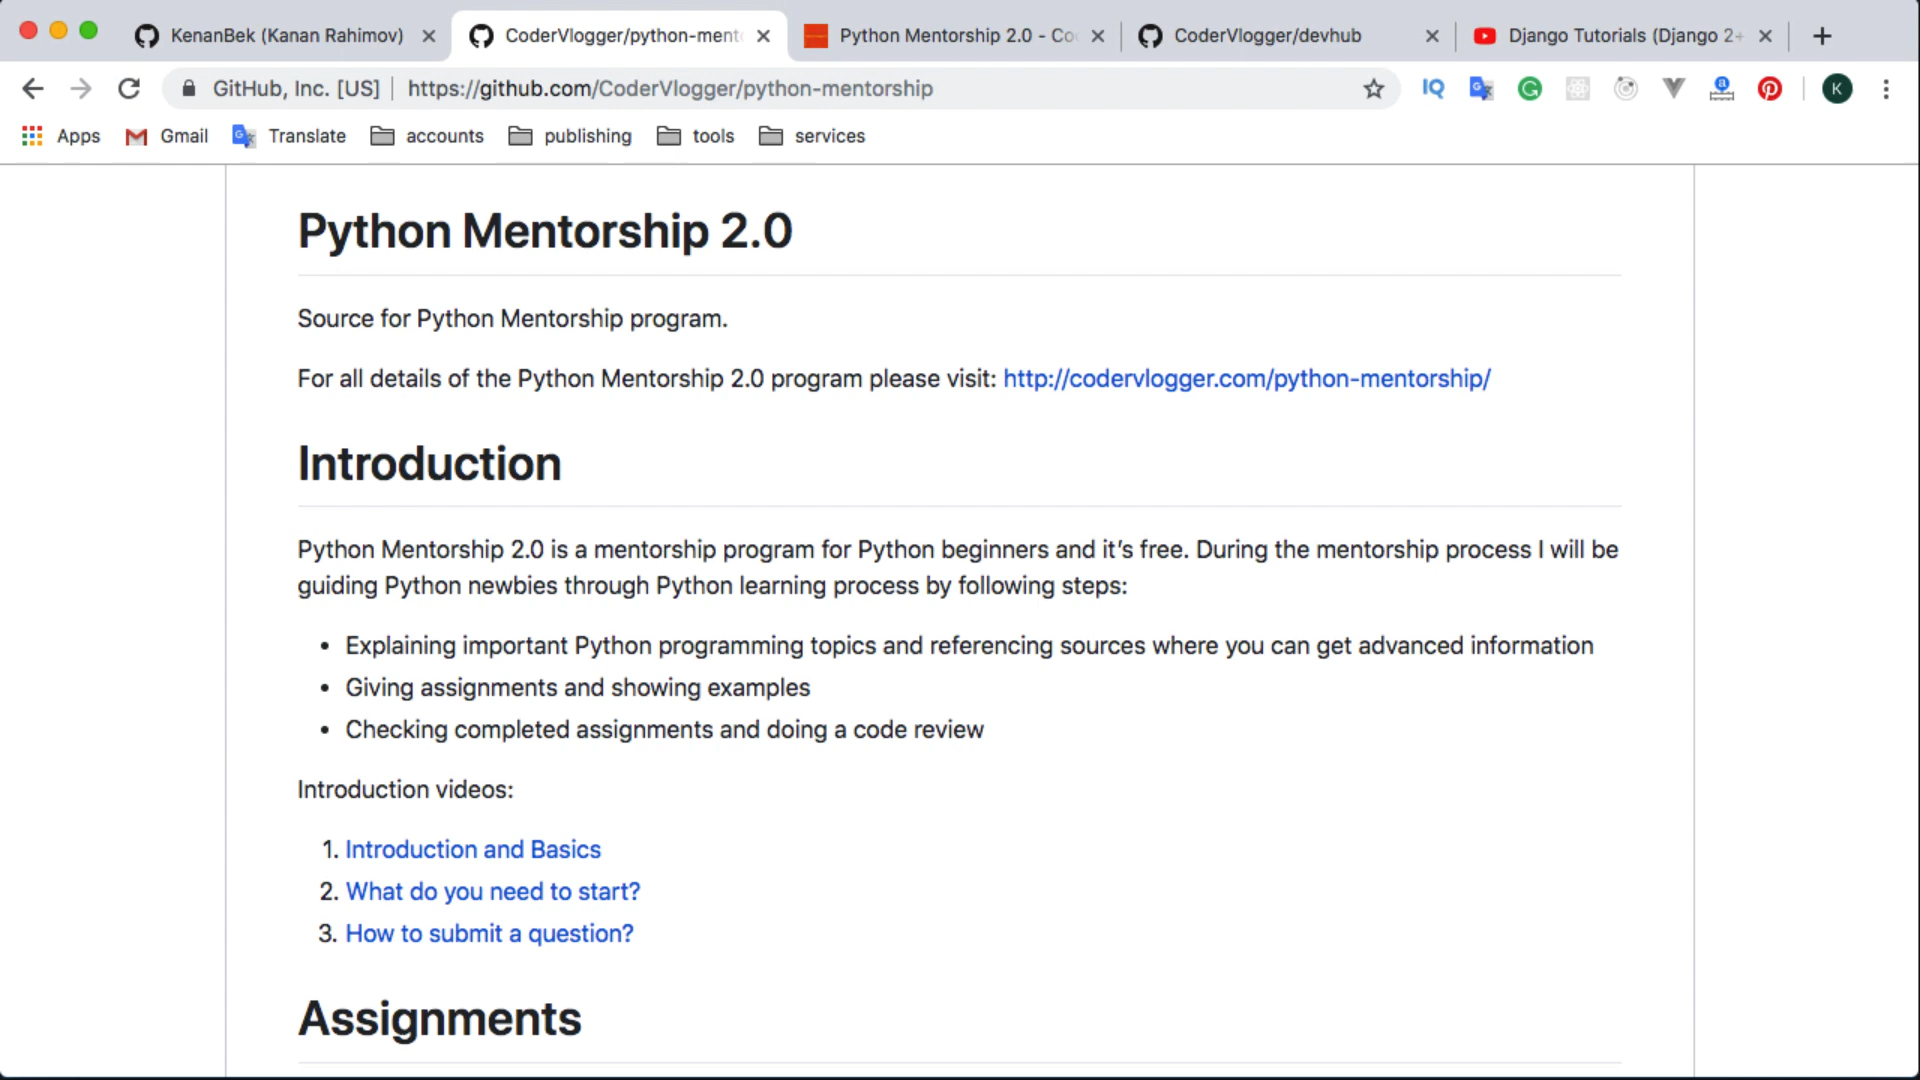 KenanBek (Kanan Rahimov)
CoderVlogger/python-ment
Python Mentorship 2.0 - Co
CoderVlogger/devhub
Django Tutorials (Django 2+
GitHub, Inc. [US]
https://github.com/CoderVlogger/python-mentorship
IQ
K
Apps
Gmail
Translate
accounts
publishing
tools
services
Python Mentorship 2.0
Source for Python Mentorship program.
For all details of the Python Mentorship 2.0 program please visit: http://codervlogger.com/python-mentorship/
Introduction
Python Mentorship 2.0 is a mentorship program for Python beginners and it’s free. During the mentorship process I will be
guiding Python newbies through Python learning process by following steps:
• Explaining important Python programming topics and referencing sources where you can get advanced information
• Giving assignments and showing examples
• Checking completed assignments and doing a code review
Introduction videos:
1. Introduction and Basics
2. What do you need to start?
3. How to submit a question?
Assignments